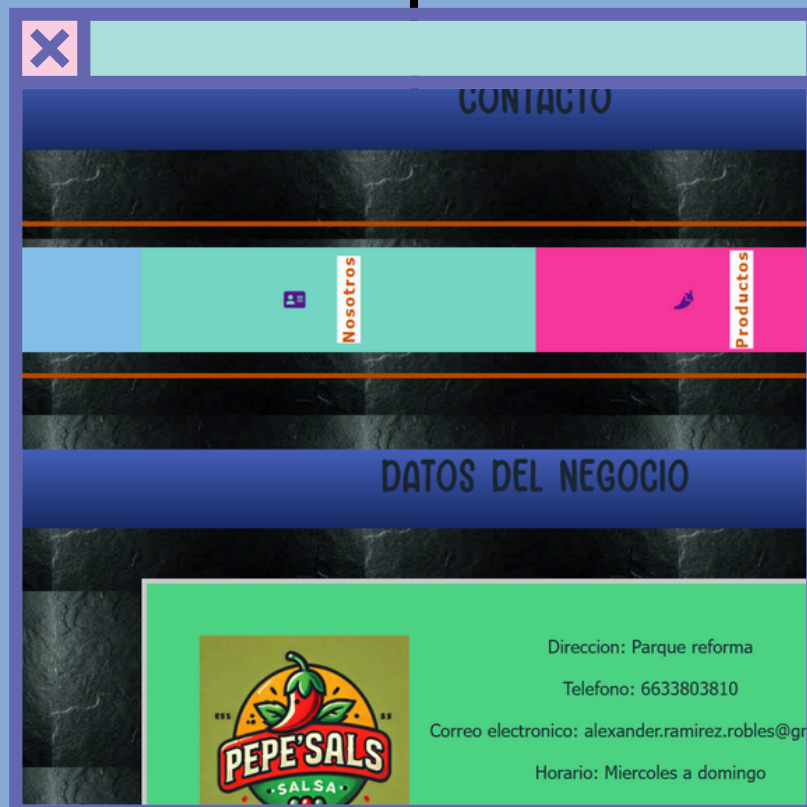 CONTACTO
Nosotros
Productos
DATOS DEL NEGOCIO
Direccion: Parque reforma
Telefono: 6633803810
Correo electronico: alexander.ramirez.robles@g
Horario: Miercoles a domingo
PEPE'SALS
SALSA